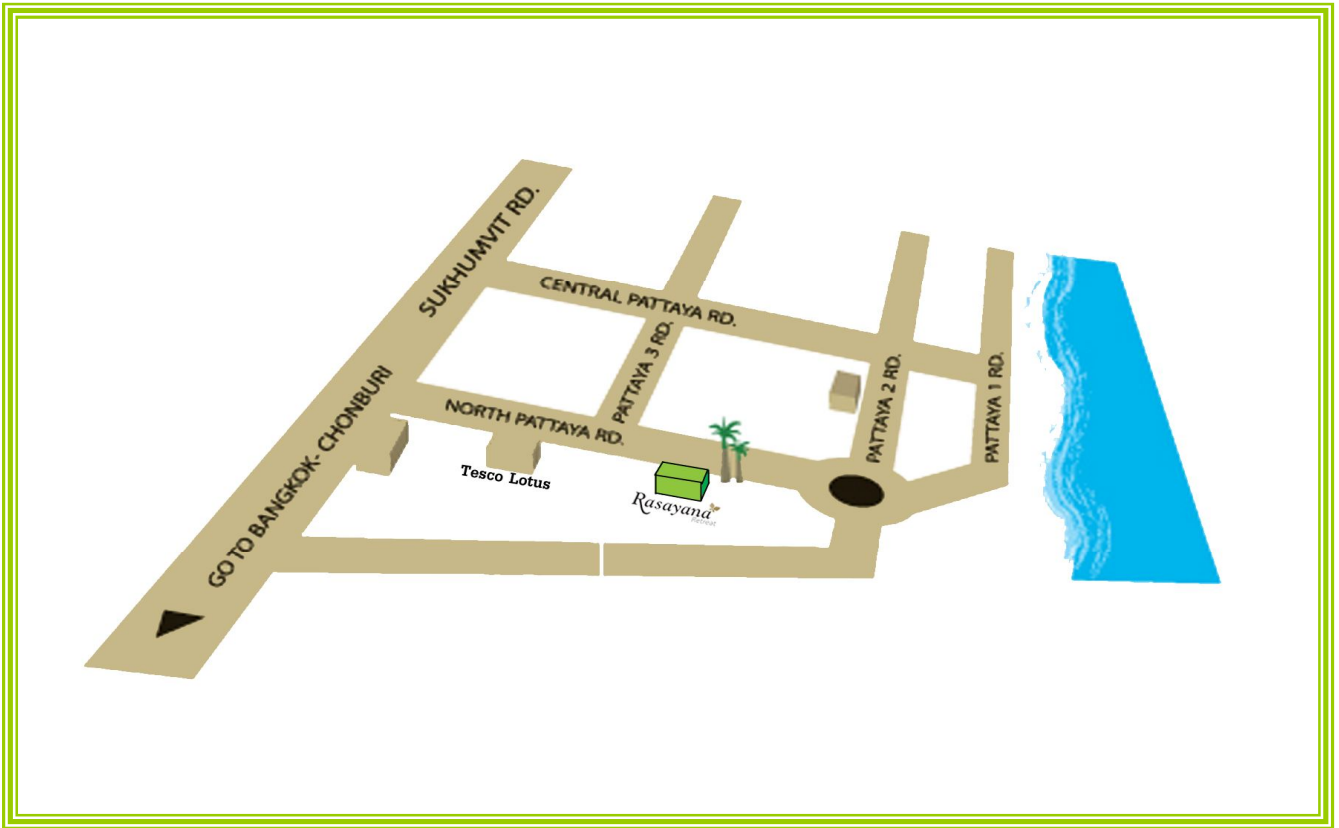 SUKHUMVIT RD.
CENTRAL PATTAYA RD.
PATTAYA 3 RD.
PATTAYA 2 RD.
PATTAYA 1 RD.
GO TO BANGKOK- CHONBURI
NORTH PATTAYA RD.
Tesco Lotus
Rasayana
Retreat